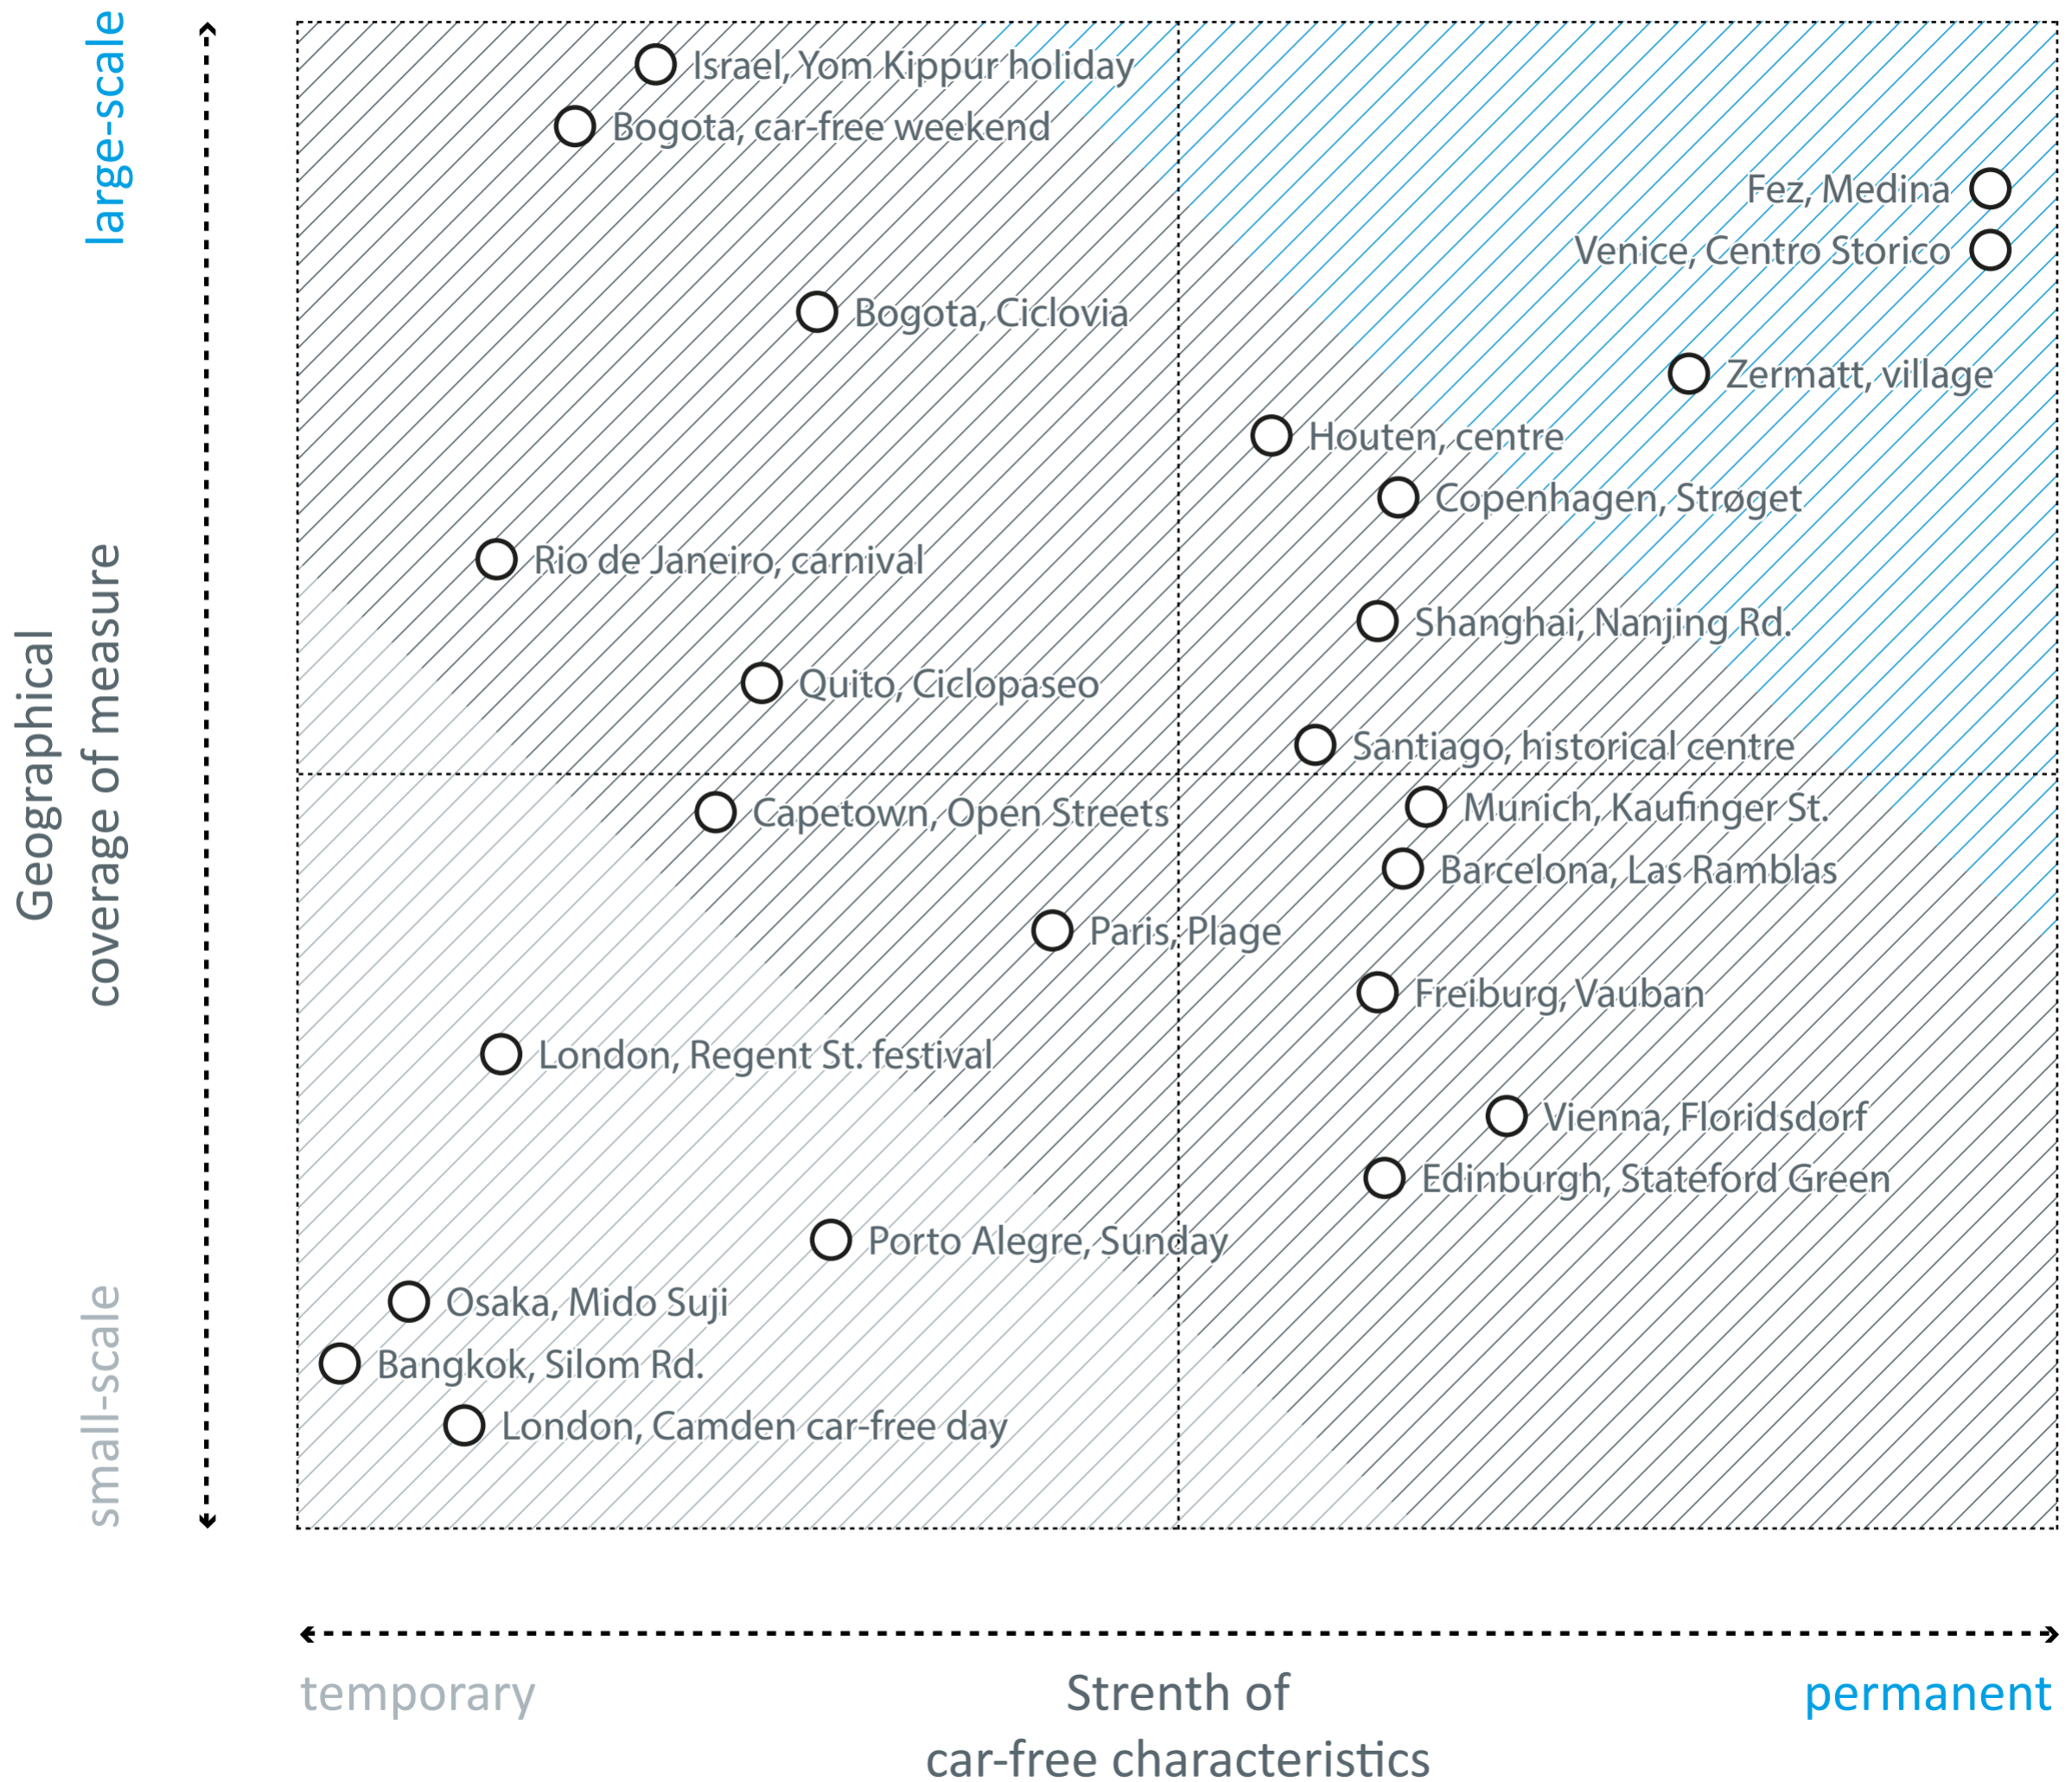 large-scale
Geographical
coverage of measure
small-scale
Israel, Yom Kippur holiday
Bogota, car-free weekend
Fez, Medina
Venice, Centro Storico
Bogota, Ciclovia
Zermatt, village
Houten, centre
Copenhagen, Strøget
Rio de Janeiro, carnival
Shanghai, Nanjing Rd.
Quito, Ciclopaseo
Santiago, historical centre
Capetown, Open Streets
Munich, Kaufinger St.
Barcelona, Las Ramblas
Paris, Plage
Freiburg, Vauban
London, Regent St. festival
Vienna, Floridsdorf
Edinburgh, Stateford Green
Porto Alegre, Sunday
Osaka, Mido Suji
Bangkok, Silom Rd.
London, Camden car-free day
temporary
Strenth of
car-free characteristics
permanent